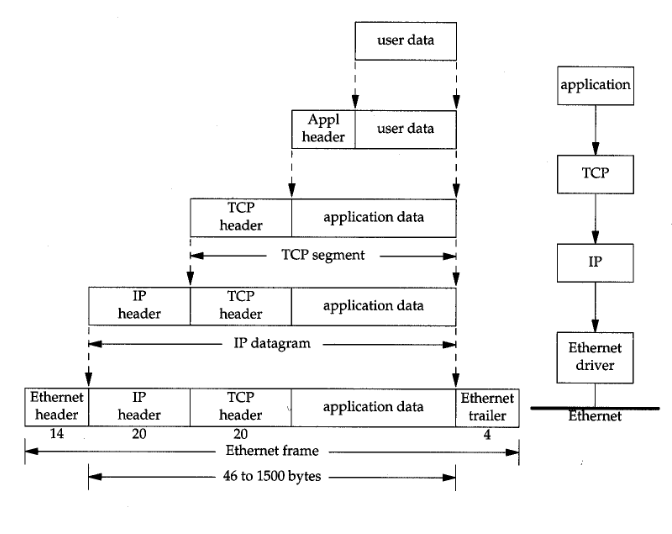 user data
application
Appl
header
user data
TCP
TCP
header
application data
TCP segment
IP
IP
header
TCP
header
application data
IP datagram
Ethernet
driver
Ethernet
header
IP
header
TCP
header
application data
Ethernet
trailer
Ethernet
14
20
20
4
Ethernet frame
46 to 1500 bytes